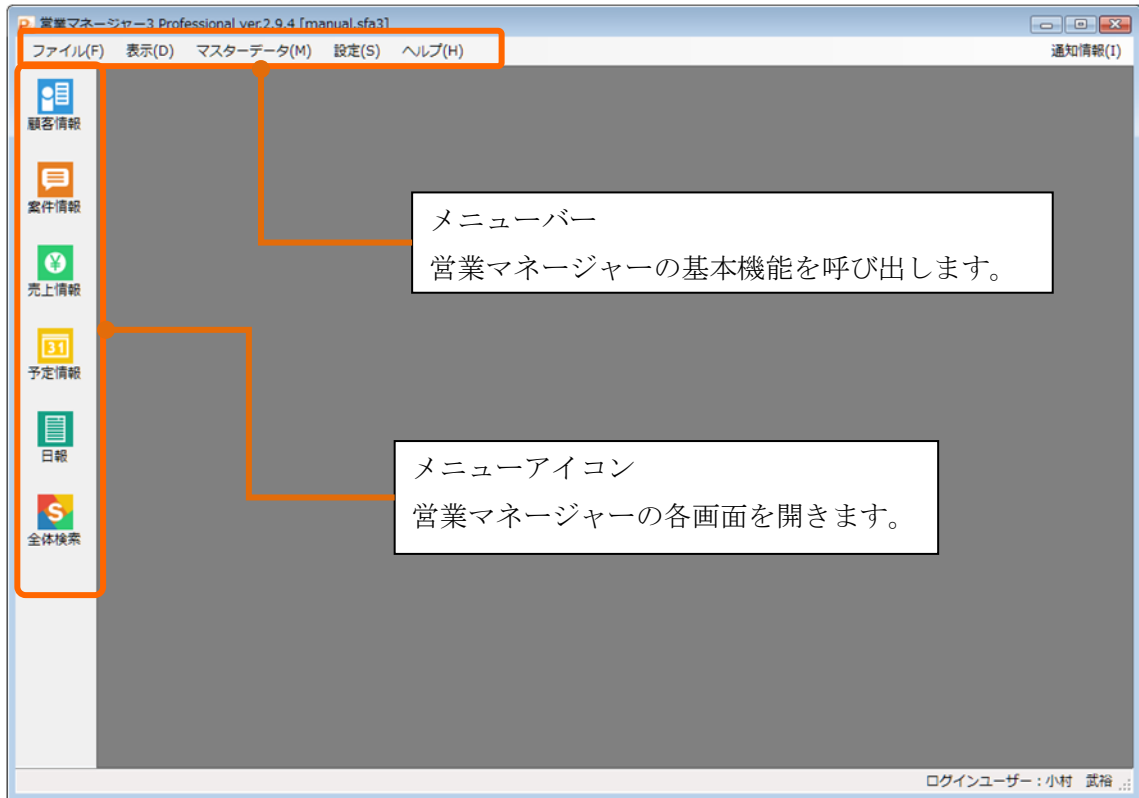 営業マネージャー3 Professional ver.2.9.4 [manual.sfa3]
ファイル(F) 表示(D) マスターデータ(M) 設定(S) ヘルプ(H) 通知情報(I)
顧客情報
案件情報
売上情報
31
予定情報
日報
S
全体検索
メニューバー
営業マネージャーの基本機能を呼び出します。
メニューアイコン
営業マネージャーの各画面を開きます。
ログインユーザー：小村 武裕